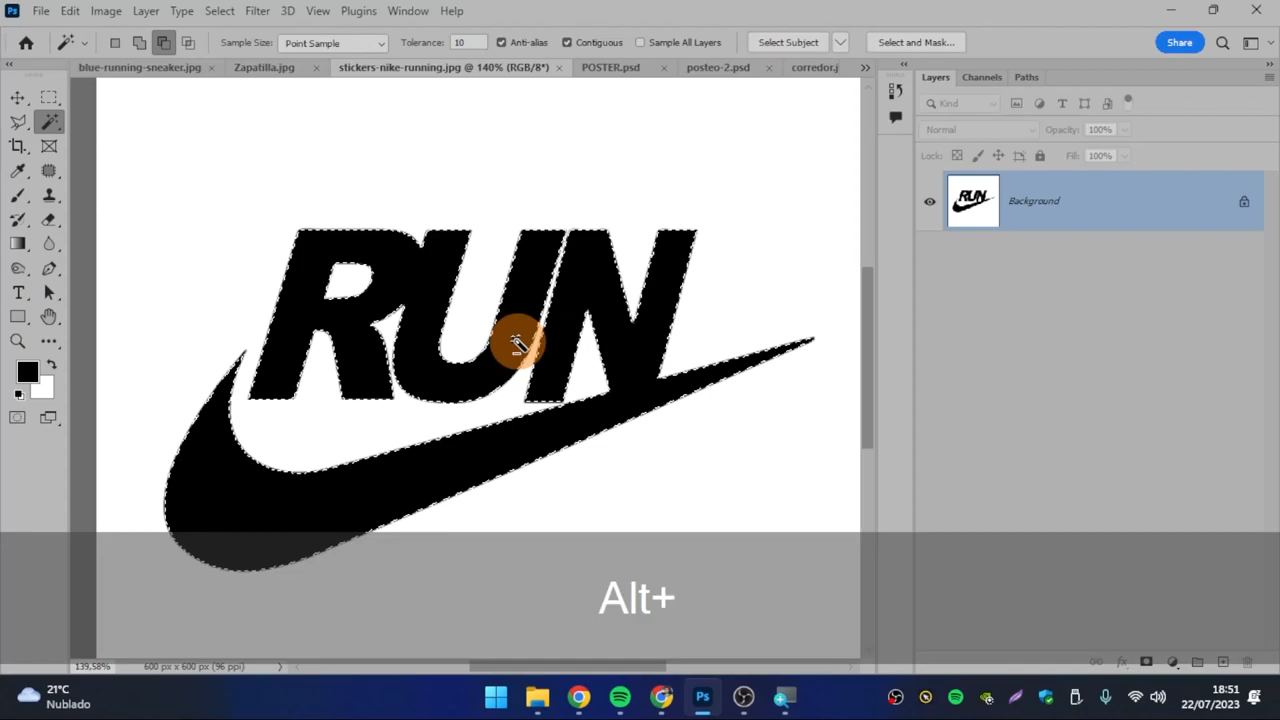 Ps File Edit Image Layer Type Select Filter 3D View Plugins Window Help
Sample Size: Point Sample Tolerance: 10 Anti-alias Contiguous Sample All Layers Select Subject Select and Mask... Share
blue-running-sneaker.jpg × Zapatilla.jpg × stickers-nike-running.jpg @ 140% (RGB/8*) × POSTER.psd × posteo-2.psd × corredor.j
Layers Channels Paths
Kind
Normal Opacity: 100%
Lock: Fill: 100%
Background
RUN
Alt+
139,58% 600 px x 600 px (96 ppi)
21°C
Nublado
18:51
22/07/2023